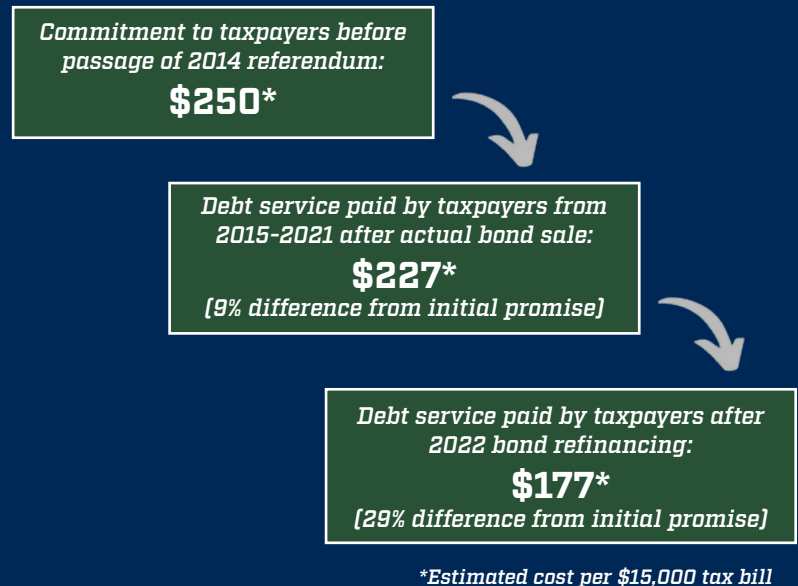 Commitment to taxpayers before
passage of 2014 referendum:
$250*
Debt service paid by taxpayers from
2015-2021 after actual bond sale:
$227*
(9% difference from initial promise)
Debt service paid by taxpayers after
2022 bond refinancing:
$177*
(29% difference from initial promise)
*Estimated cost per $15,000 tax bill